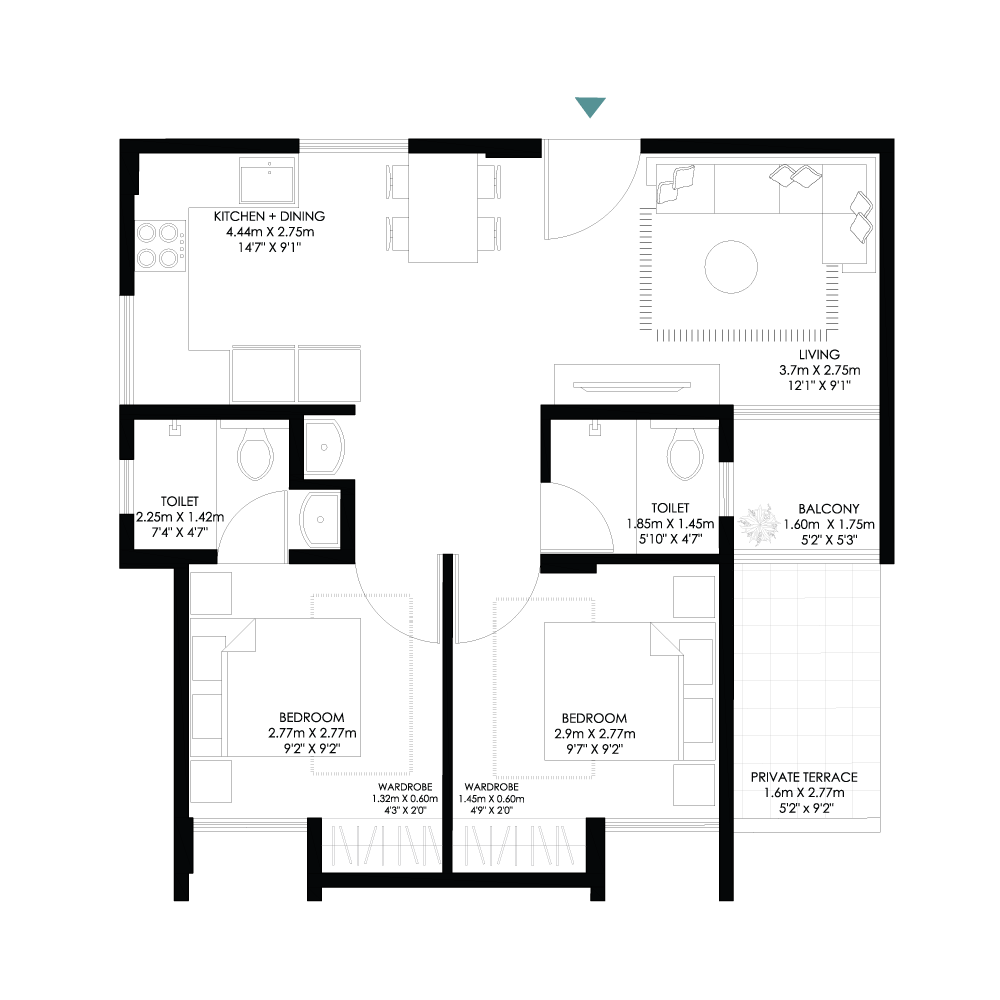 KITCHEN + DINING
4.44m X 2.75m
14'7" X 9'1"
LIVING
3.7m X 2.75m
12'1" X 9'1"
TOILET
2.25m X 1.42m
7'4" X 4'7"
TOILET
1.85m X 1.45m
5'10" X 4'7"
BALCONY
1.60m X 1.75m
5'2" X 5'3"
BEDROOM
2.77m X 2.77m
9'2" X 9'2"
BEDROOM
2.9m X 2.77m
9'7" X 9'2"
WARDROBE
1.32m X 0.60m
4'3" X 2'0"
WARDROBE
1.45m X 0.60m
4'9" X 2'0"
PRIVATE TERRACE
1.6m X 2.77m
5'2" x 9'2"